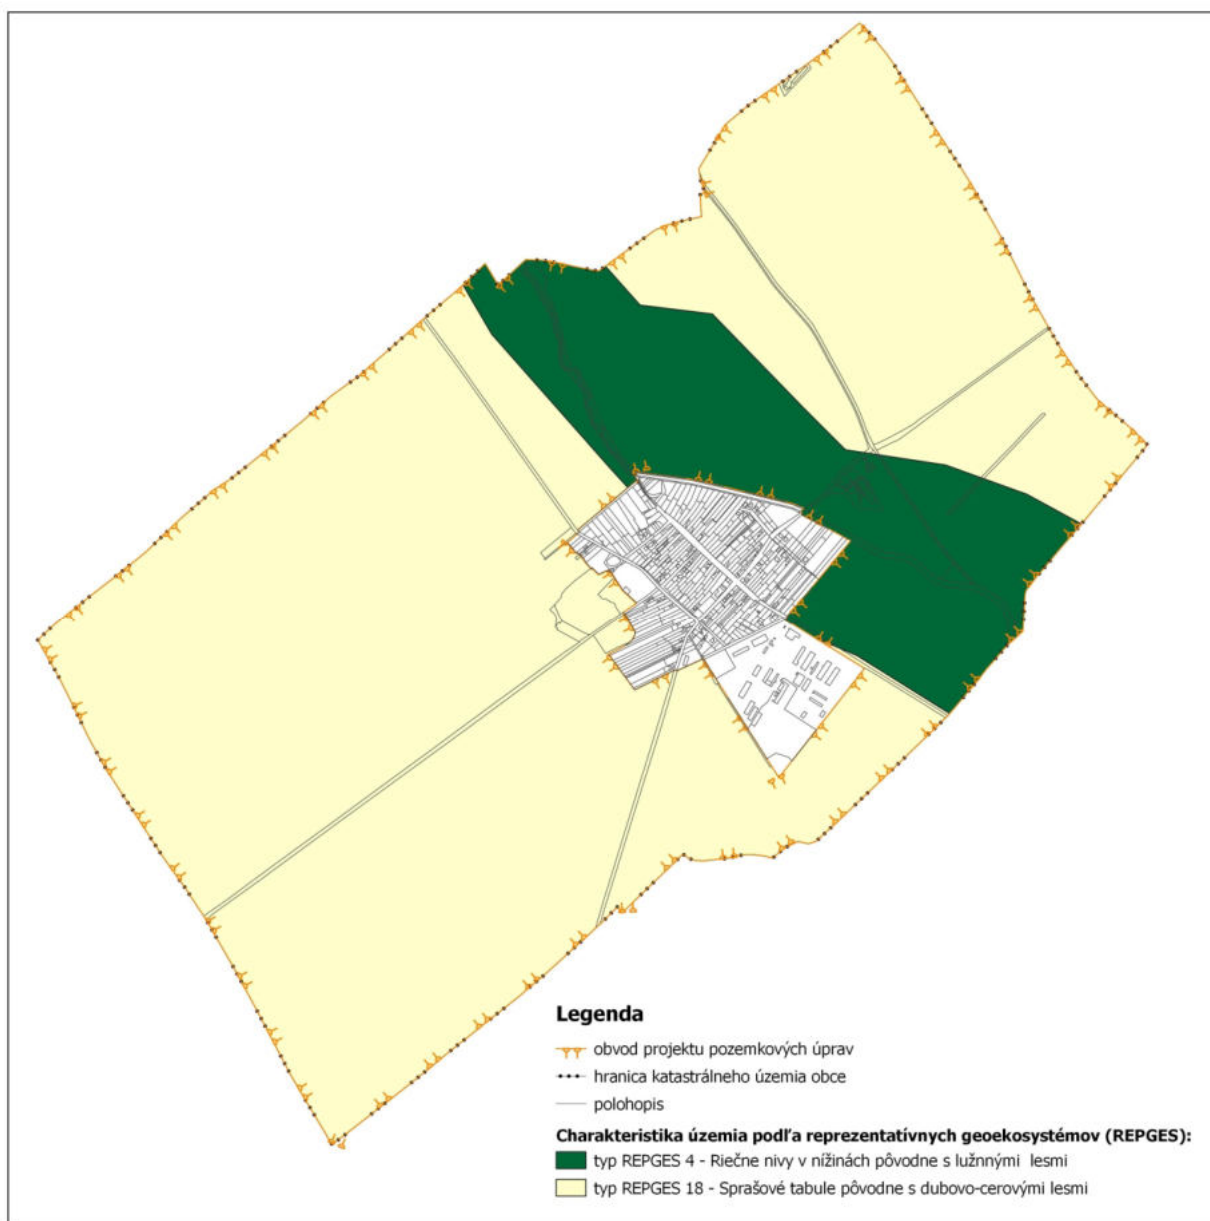 Legenda
obvod projektu pozemkových úprav
hranica katastrálneho územia obce
polohopis
Charakteristika územia podľa reprezentatívnych geoekosystémov (REPGES):
typ REPGES 4 - Riečne nivy v nížinách pôvodne s lužnnými lesmi
typ REPGES 18 - Sprašové tabule pôvodne s dubovo-cerovými lesmi